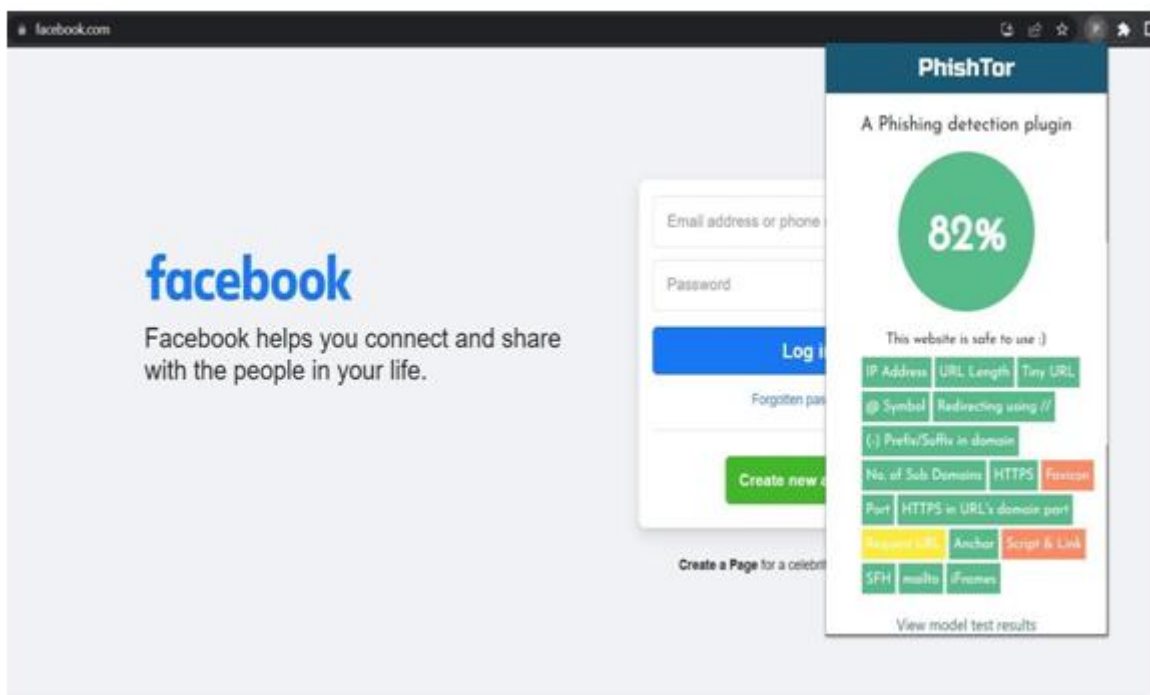 facebook.com
PhishTor
A Phishing detection plugin
82%
This website is safe to use :)
IP Address URL Length Tiny URL
@ Symbol Redirecting using //
(-) Prefix/Suffix in domain
No. of Sub Domains HTTPS Favicon
Port HTTPS in URL's domain part
Request URL Anchor Script & Link
SFH mailto iFrames
View model test results
facebook
Facebook helps you connect and share
with the people in your life.
Email address or phone
Password
Log i
Forgotten pas
Create new a
Create a Page for a celebrit